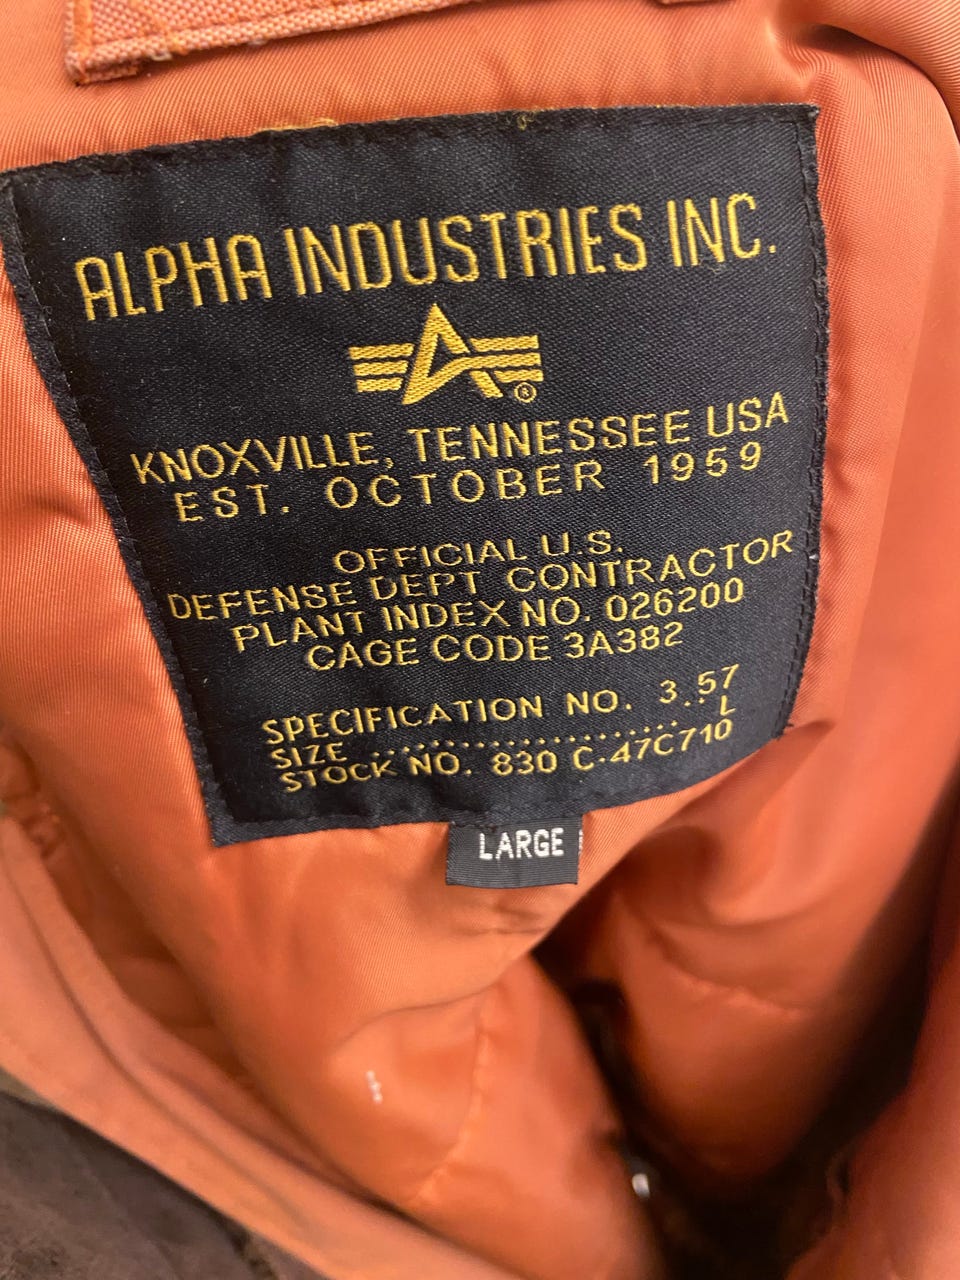 ALPHA INDUSTRIES INC.
®
KNOXVILLE, TENNESSEE USA
EST. OCTOBER 1959
OFFICIAL U.S.
DEFENSE DEPT CONTRACTOR
PLANT INDEX NO. 026200
CAGE CODE 3A382
SPECIFICATION NO. 3.57
SIZE ........................ L
STOCK NO. 830 C-47C710
LARGE